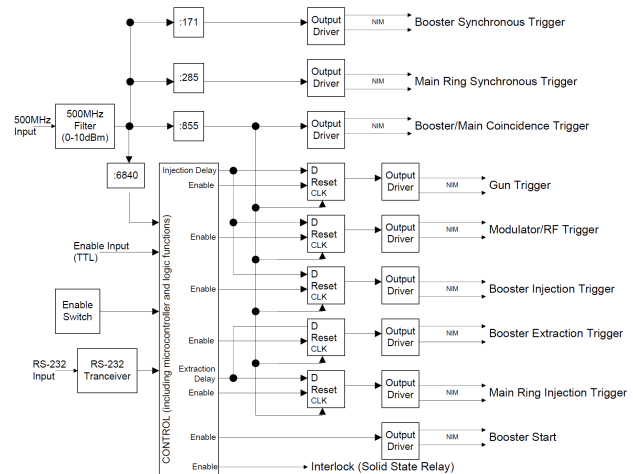 :171
Output
Driver
NIM
Booster Synchronous Trigger
:285
Output
Driver
NIM
Main Ring Synchronous Trigger
500MHz
Input
500MHz
Filter
(0-10dBm)
:855
Output
Driver
NIM
Booster/Main Coincidence Trigger
:6840
CONTROL (including microcontroller and logic functions)
Injection Delay
Enable
D
Reset
CLK
Output
Driver
NIM
Gun Trigger
Enable Input
(TTL)
Enable
D
Reset
CLK
Output
Driver
NIM
Modulator/RF Trigger
Enable
Switch
Enable
D
Reset
CLK
Output
Driver
NIM
Booster Injection Trigger
Enable
D
Reset
CLK
Output
Driver
NIM
Booster Extraction Trigger
RS-232
Input
RS-232
Tranceiver
Extraction
Delay
Enable
D
Reset
CLK
Output
Driver
NIM
Main Ring Injection Trigger
Enable
Output
Driver
NIM
Booster Start
Enable
Interlock (Solid State Relay)